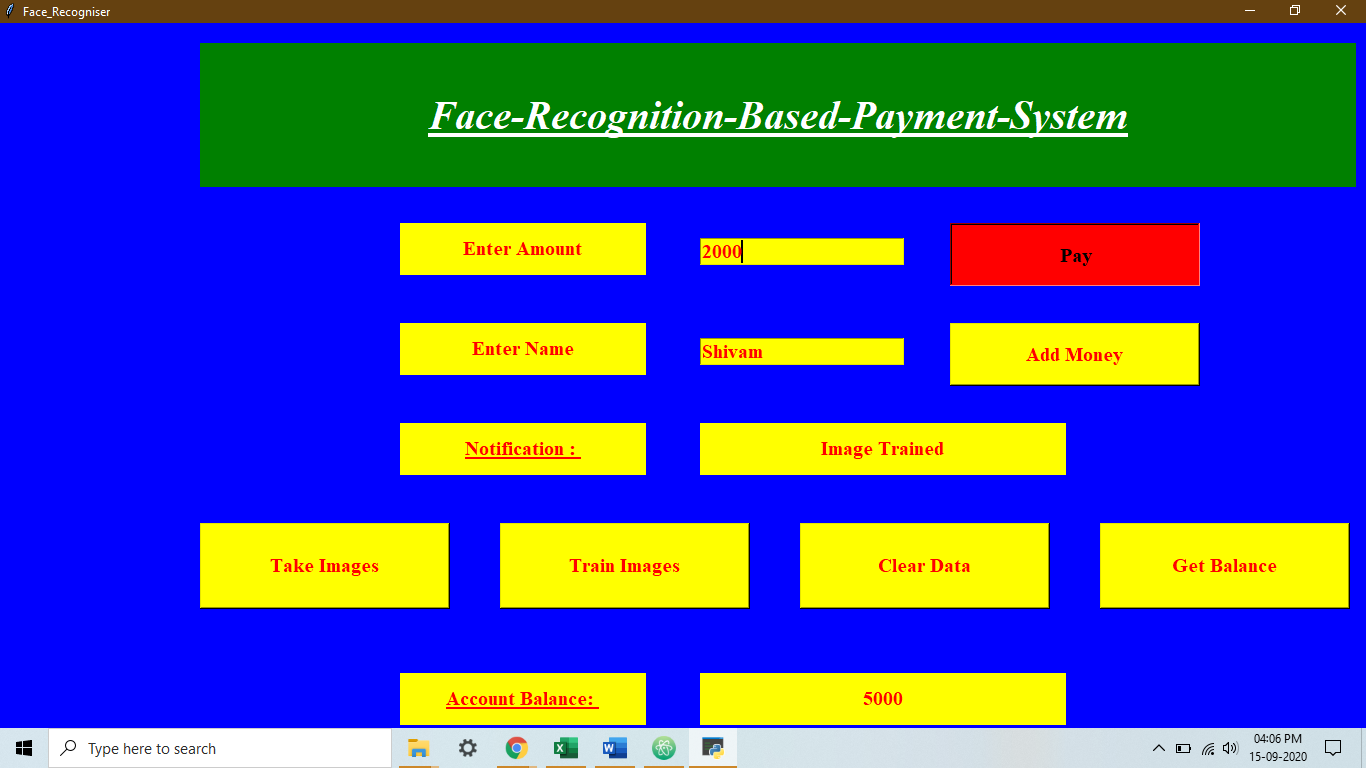 Face_Recogniser
Face-Recognition-Based-Payment-System
Enter Amount
2000
Pay
Enter Name
Shivam
Add Money
Notification :
Image Trained
Take Images
Train Images
Clear Data
Get Balance
Account Balance:
5000
Type here to search
04:06 PM
15-09-2020